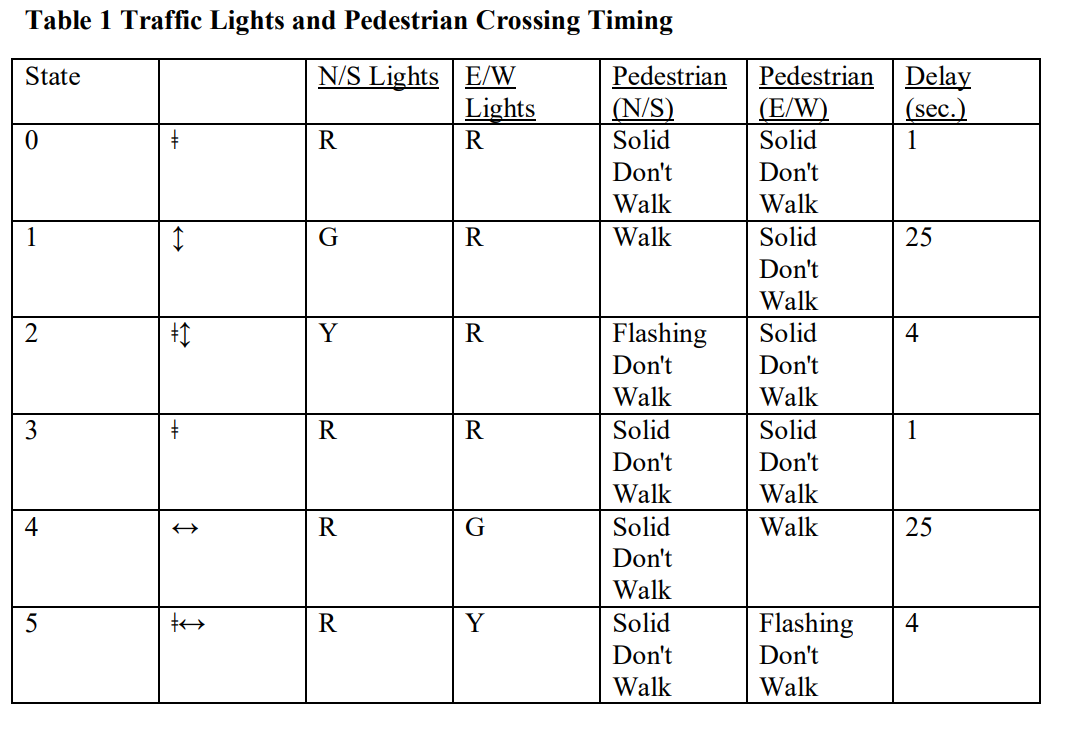 Table 1 Traffic Lights and Pedestrian Crossing Timing
State N/S Lights E/W Lights Pedestrian (N/S) Pedestrian (E/W) Delay (sec.)
0 ǂ R R Solid Don't Walk Solid Don't Walk 1
1 ↕ G R Walk Solid Don't Walk 25
2 ǂ↕ Y R Flashing Don't Walk Solid Don't Walk 4
3 ǂ R R Solid Don't Walk Solid Don't Walk 1
4 ↔ R G Solid Don't Walk Walk 25
5 ǂ↔ R Y Solid Don't Walk Flashing Don't Walk 4